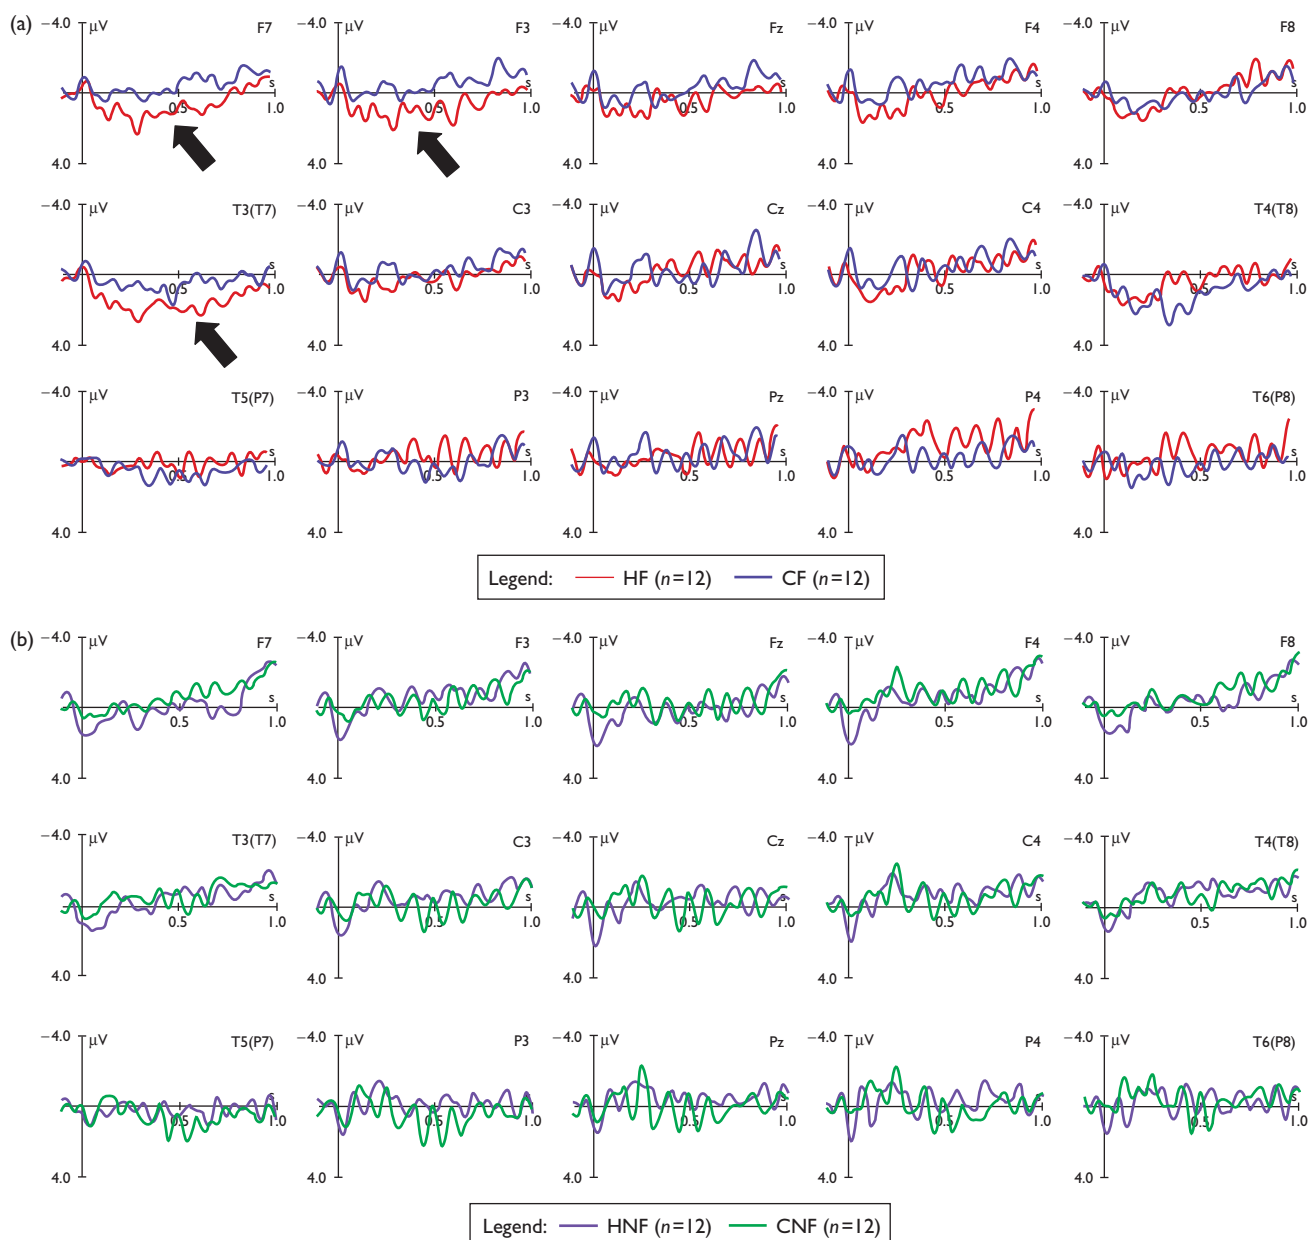 (a)
−4.0 µV F7 −4.0 µV F3 −4.0 µV Fz −4.0 µV F4 −4.0 µV F8
s s s s s
0.5 1.0 0.5 1.0 0.5 1.0 0.5 1.0 0.5 1.0
4.0 4.0 4.0 4.0 4.0
−4.0 µV T3(T7) −4.0 µV C3 −4.0 µV Cz −4.0 µV C4 −4.0 µV T4(T8)
s s s s s
0.5 1.0 0.5 1.0 0.5 1.0 0.5 1.0 0.5 1.0
4.0 4.0 4.0 4.0 4.0
−4.0 µV T5(P7) −4.0 µV P3 −4.0 µV Pz −4.0 µV P4 −4.0 µV T6(P8)
s s s s s
0.5 1.0 0.5 1.0 0.5 1.0 0.5 1.0 0.5 1.0
4.0 4.0 4.0 4.0 4.0
Legend: HF (n=12) CF (n=12)
(b)
−4.0 µV F7 −4.0 µV F3 −4.0 µV Fz −4.0 µV F4 −4.0 µV F8
s s s s s
0.5 1.0 0.5 1.0 0.5 1.0 0.5 1.0 0.5 1.0
4.0 4.0 4.0 4.0 4.0
−4.0 µV T3(T7) −4.0 µV C3 −4.0 µV Cz −4.0 µV C4 −4.0 µV T4(T8)
s s s s s
0.5 1.0 0.5 1.0 0.5 1.0 0.5 1.0 0.5 1.0
4.0 4.0 4.0 4.0 4.0
−4.0 µV T5(P7) −4.0 µV P3 −4.0 µV Pz −4.0 µV P4 −4.0 µV T6(P8)
s s s s s
0.5 1.0 0.5 1.0 0.5 1.0 0.5 1.0 0.5 1.0
4.0 4.0 4.0 4.0 4.0
Legend: HNF (n=12) CNF (n=12)